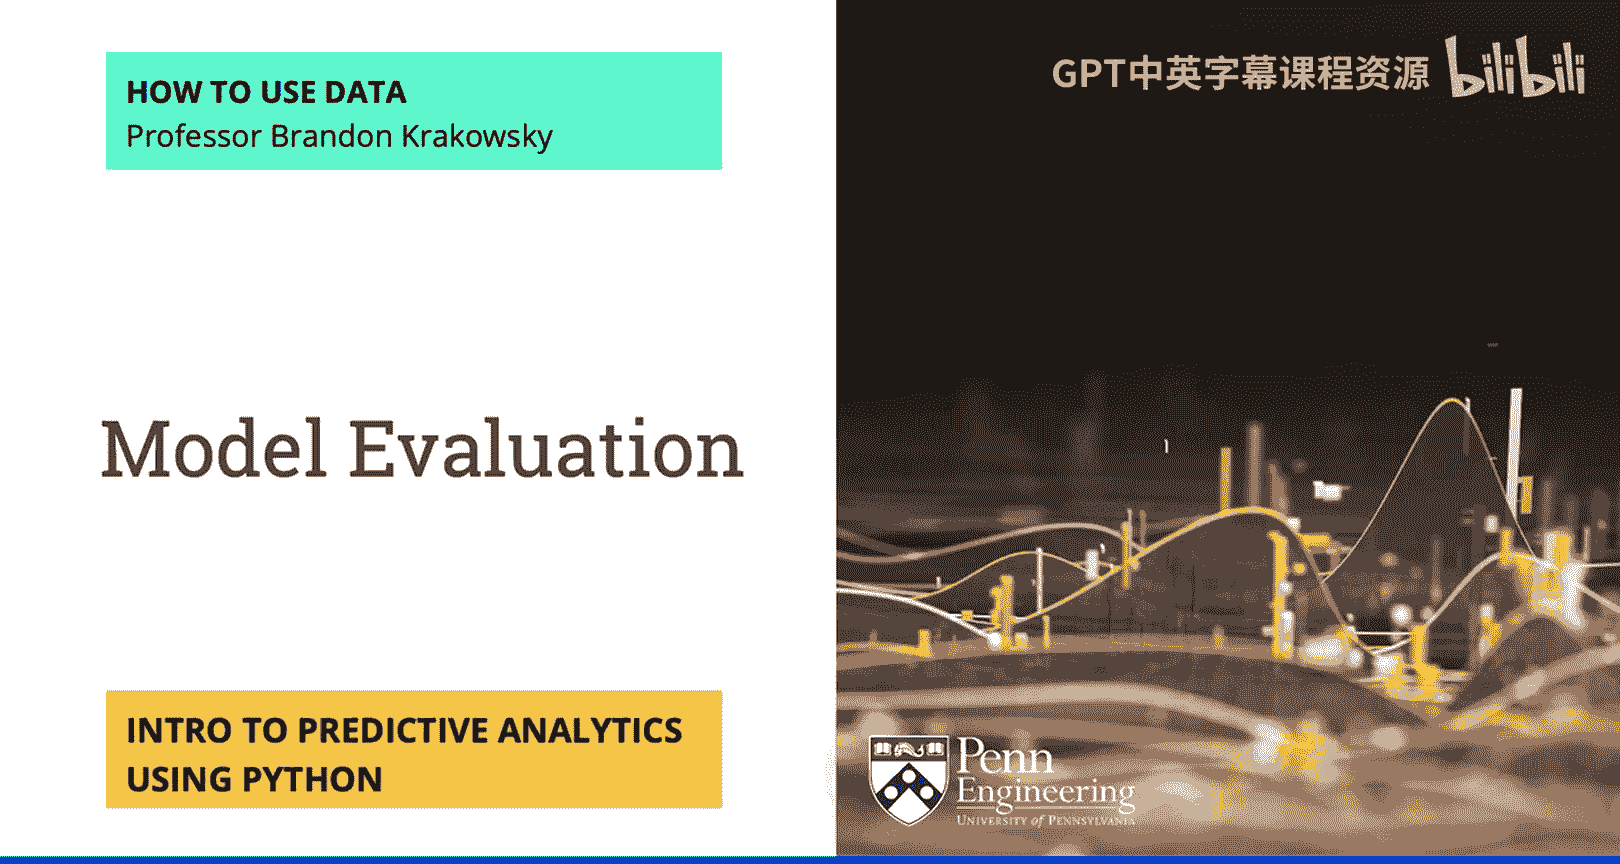 HOW TO USE DATA
Professor Brandon Krakowsky
Model Evaluation
INTRO TO PREDICTIVE ANALYTICS
USING PYTHON
GPT中英字幕课程资源 bilibili
Penn
Engineering
UNIVERSITY of PENNSYLVANIA